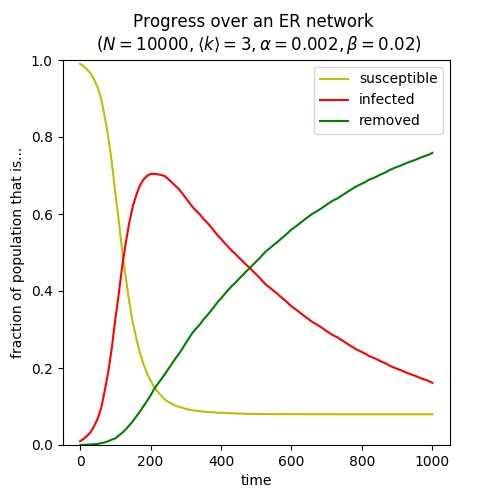 Progress over an ER network
(N = 10000, ⟨k⟩ = 3, α = 0.002, β = 0.02)
susceptible
infected
removed
fraction of population that is...
1.0
0.8
0.6
0.4
0.2
0.0
0 200 400 600 800 1000
time